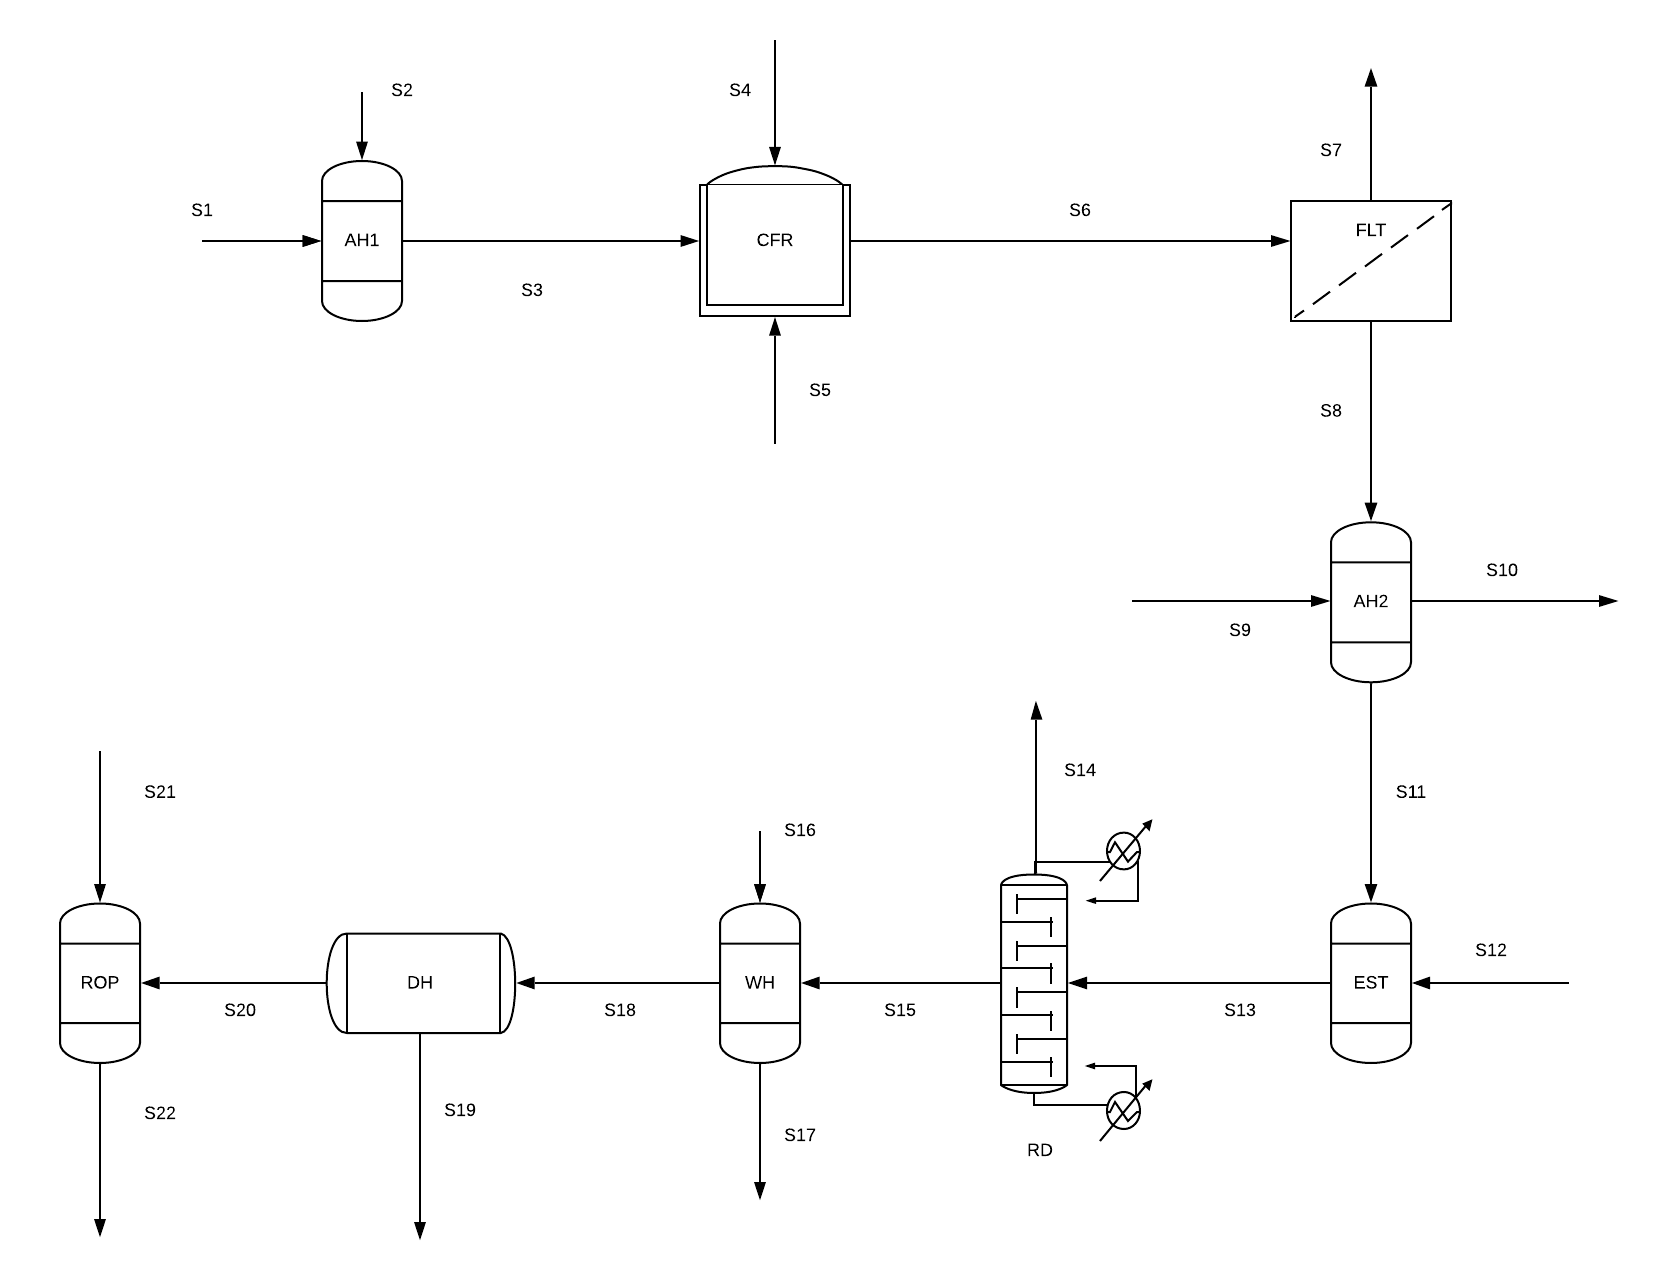 S2
S4
S7
S1
AH1
CFR
S6
FLT
S3
S5
S8
S10
AH2
S9
S14
S21
S11
S16
S12
ROP
DH
WH
EST
S20
S18
S15
S13
S22
S19
S17
RD